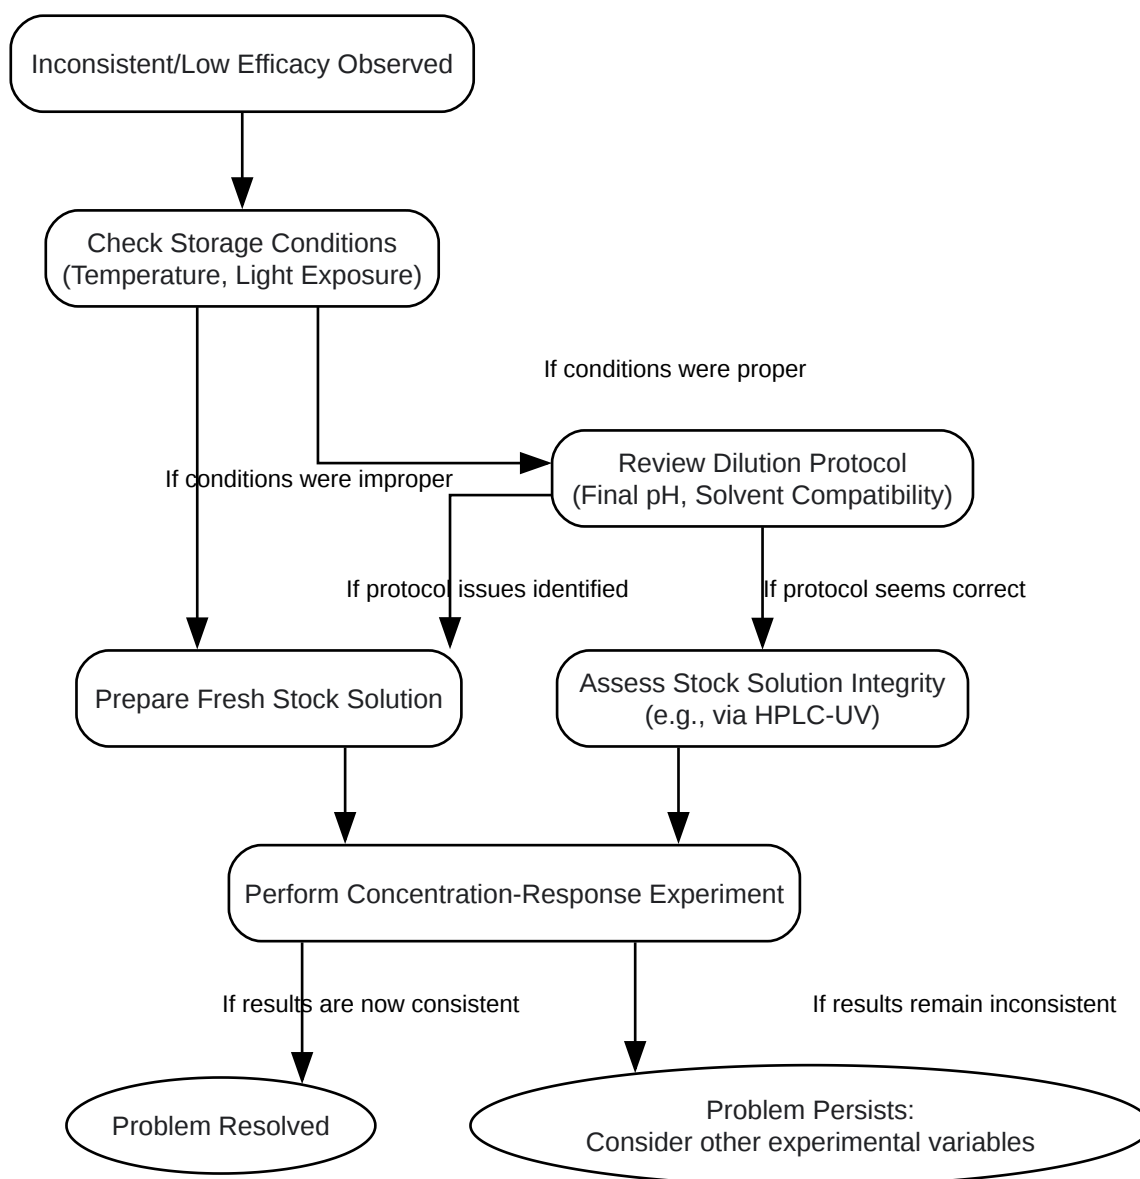 Inconsistent/Low Efficacy Observed
Check Storage Conditions
(Temperature, Light Exposure)
If conditions were proper
Review Dilution Protocol
(Final pH, Solvent Compatibility)
If conditions were improper
If protocol issues identified
If protocol seems correct
Prepare Fresh Stock Solution
Assess Stock Solution Integrity
(e.g., via HPLC-UV)
Perform Concentration-Response Experiment
If results are now consistent
If results remain inconsistent
Problem Resolved
Problem Persists:
Consider other experimental variables